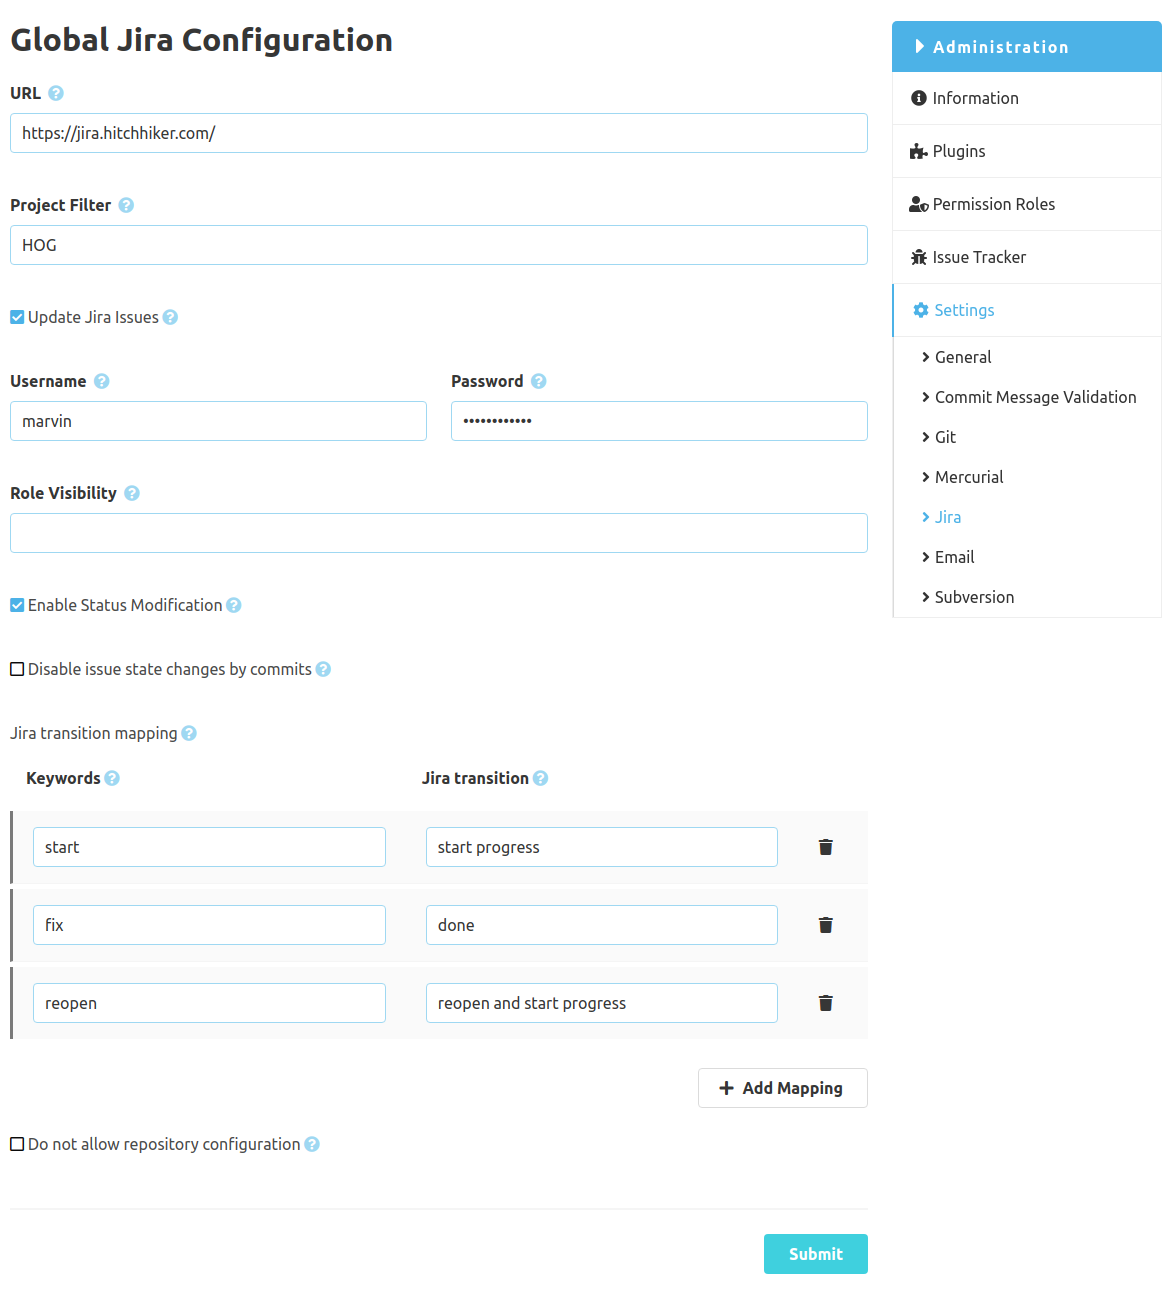 Global Jira Configuration
URL
https://jira.hitchhiker.com/
Project Filter
HOG
Update Jira Issues
Username
Password
marvin
••••••••••••
Role Visibility
Enable Status Modification
Disable issue state changes by commits
Jira transition mapping
Keywords
Jira transition
start
start progress
fix
done
reopen
reopen and start progress
Add Mapping
Do not allow repository configuration
Submit
Administration
Information
Plugins
Permission Roles
Issue Tracker
Settings
General
Commit Message Validation
Git
Mercurial
Jira
Email
Subversion